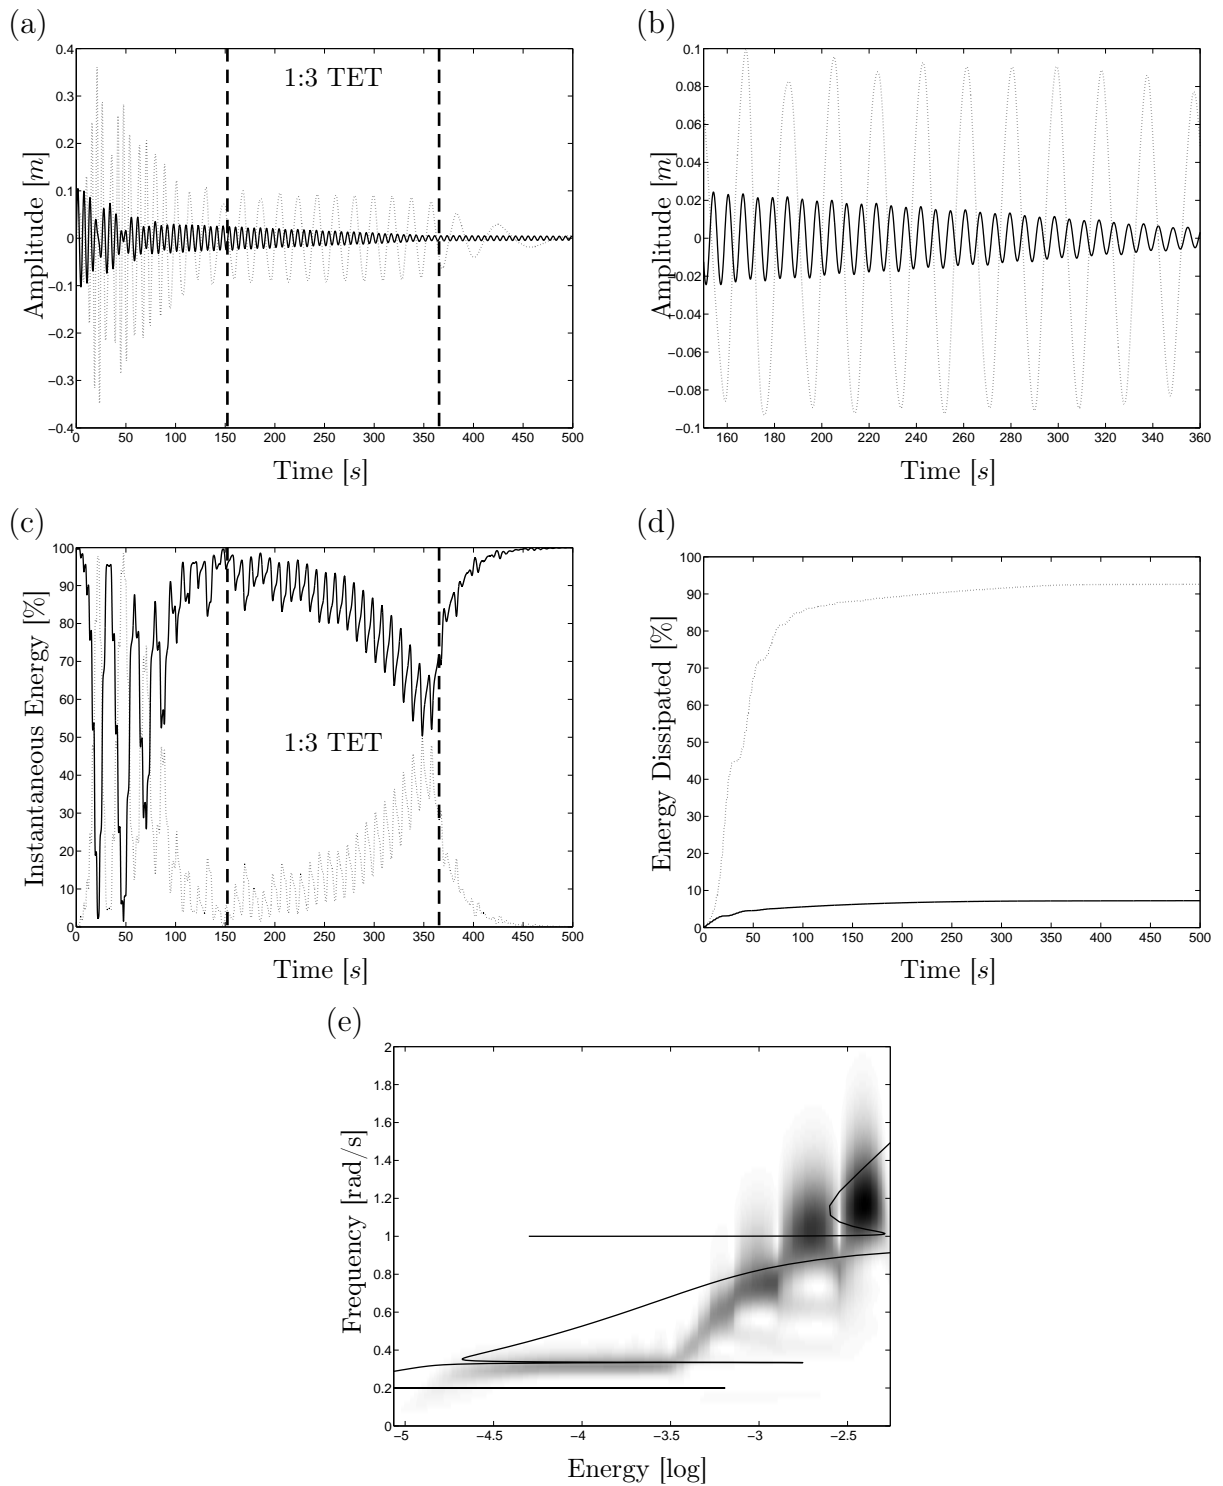 (a)
0.4
0.3
0.2
0.1
0
−0.1
−0.2
−0.3
−0.4
0 50 100 150 200 250 300 350 400 450 500
Amplitude [m]
Time [s]
1:3 TET
(b)
0.1
0.08
0.06
0.04
0.02
0
−0.02
−0.04
−0.06
−0.08
−0.1
160 180 200 220 240 260 280 300 320 340 360
Amplitude [m]
Time [s]
(c)
100
90
80
70
60
50
40
30
20
10
0
0 50 100 150 200 250 300 350 400 450 500
Instantaneous Energy [%]
Time [s]
1:3 TET
(d)
100
90
80
70
60
50
40
30
20
10
0
0 50 100 150 200 250 300 350 400 450 500
Energy Dissipated [%]
Time [s]
(e)
2
1.8
1.6
1.4
1.2
1
0.8
0.6
0.4
0.2
0
−5 −4.5 −4 −3.5 −3 −2.5
Frequency [rad/s]
Energy [log]